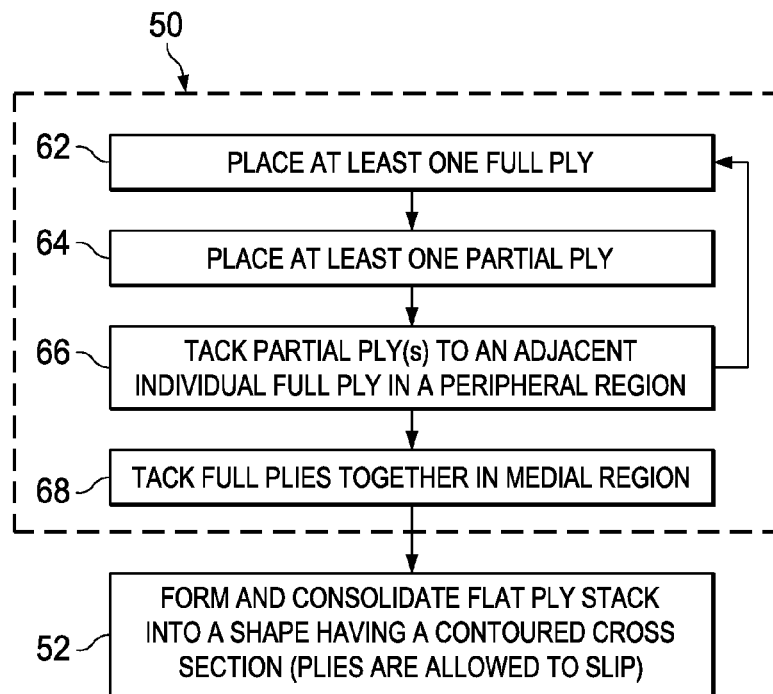 50
62
PLACE AT LEAST ONE FULL PLY
64
PLACE AT LEAST ONE PARTIAL PLY
66
TACK PARTIAL PLY(s) TO AN ADJACENT
INDIVIDUAL FULL PLY IN A PERIPHERAL REGION
68
TACK FULL PLIES TOGETHER IN MEDIAL REGION
52
FORM AND CONSOLIDATE FLAT PLY STACK
INTO A SHAPE HAVING A CONTOURED CROSS
SECTION (PLIES ARE ALLOWED TO SLIP)